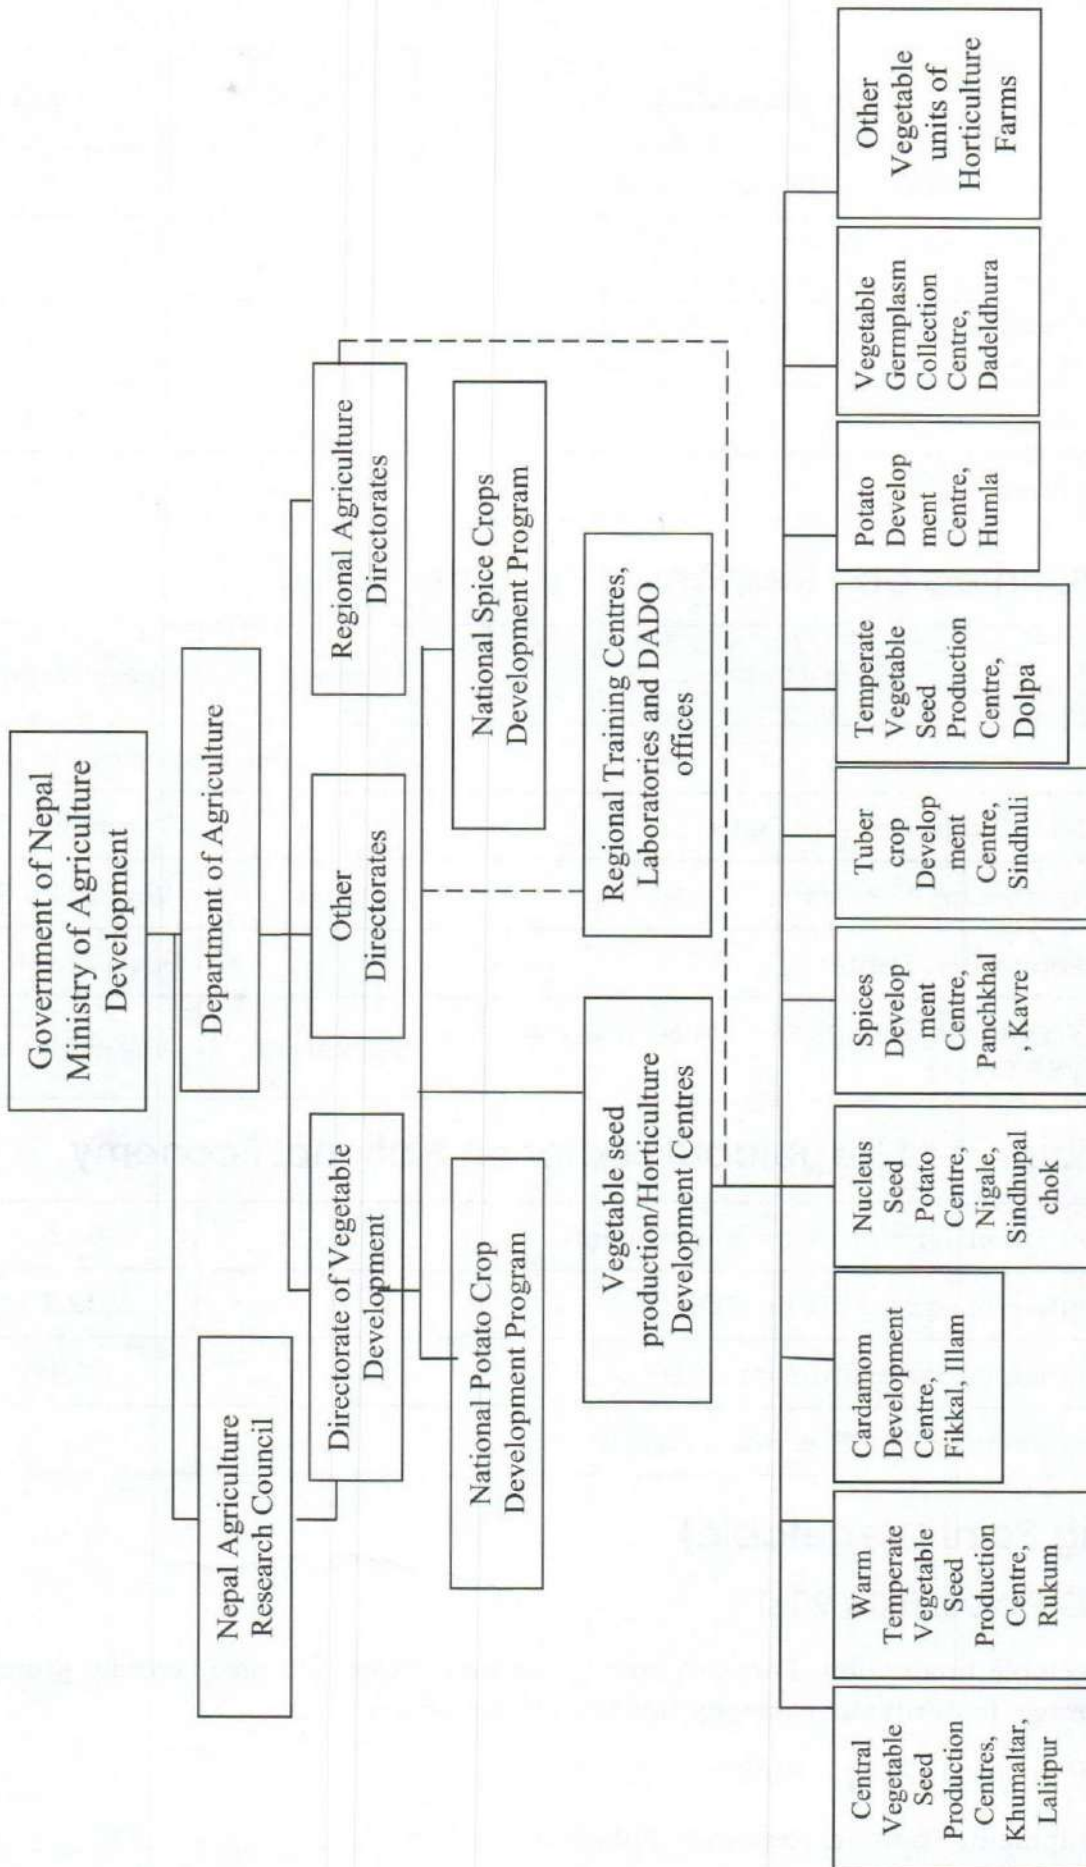 Government of Nepal
Ministry of Agriculture
Development
Department of Agriculture
Nepal Agriculture
Research Council
Directorate of Vegetable
Development
Other
Directorates
Regional Agriculture
Directorates
National Potato Crop
Development Program
National Spice Crops
Development Program
Vegetable seed
production/Horticulture
Development Centres
Regional Training Centres,
Laboratories and DADO
offices
Central
Vegetable
Seed
Production
Centres,
Khumaltar,
Lalitpur
Warm
Temperate
Vegetable
Seed
Production
Centre,
Rukum
Cardamom
Development
Centre,
Fikkal, Illam
Nucleus
Seed
Potato
Centre,
Nigale,
Sindhupal
chok
Spices
Develop
ment
Centre,
Panchkhal
, Kavre
Tuber
crop
Develop
ment
Centre,
Sindhuli
Temperate
Vegetable
Seed
Production
Centre,
Dolpa
Potato
Develop
ment
Centre,
Humla
Vegetable
Germplasm
Collection
Centre,
Dadeldhura
Other
Vegetable
units of
Horticulture
Farms